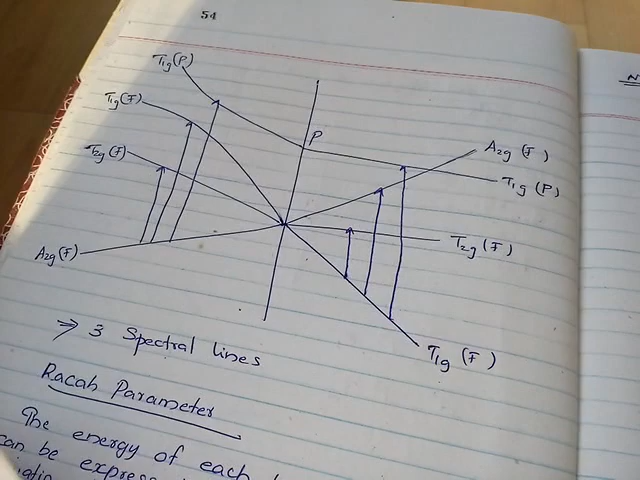 54
T1g(P)
T1g(F)
T2g(F)
A2g(F)
P
A2g (F)
T1g (P)
T2g (F)
T1g (F)
N
⇒ 3 Spectral lines
Racah Parameter
The energy of each
can be expres